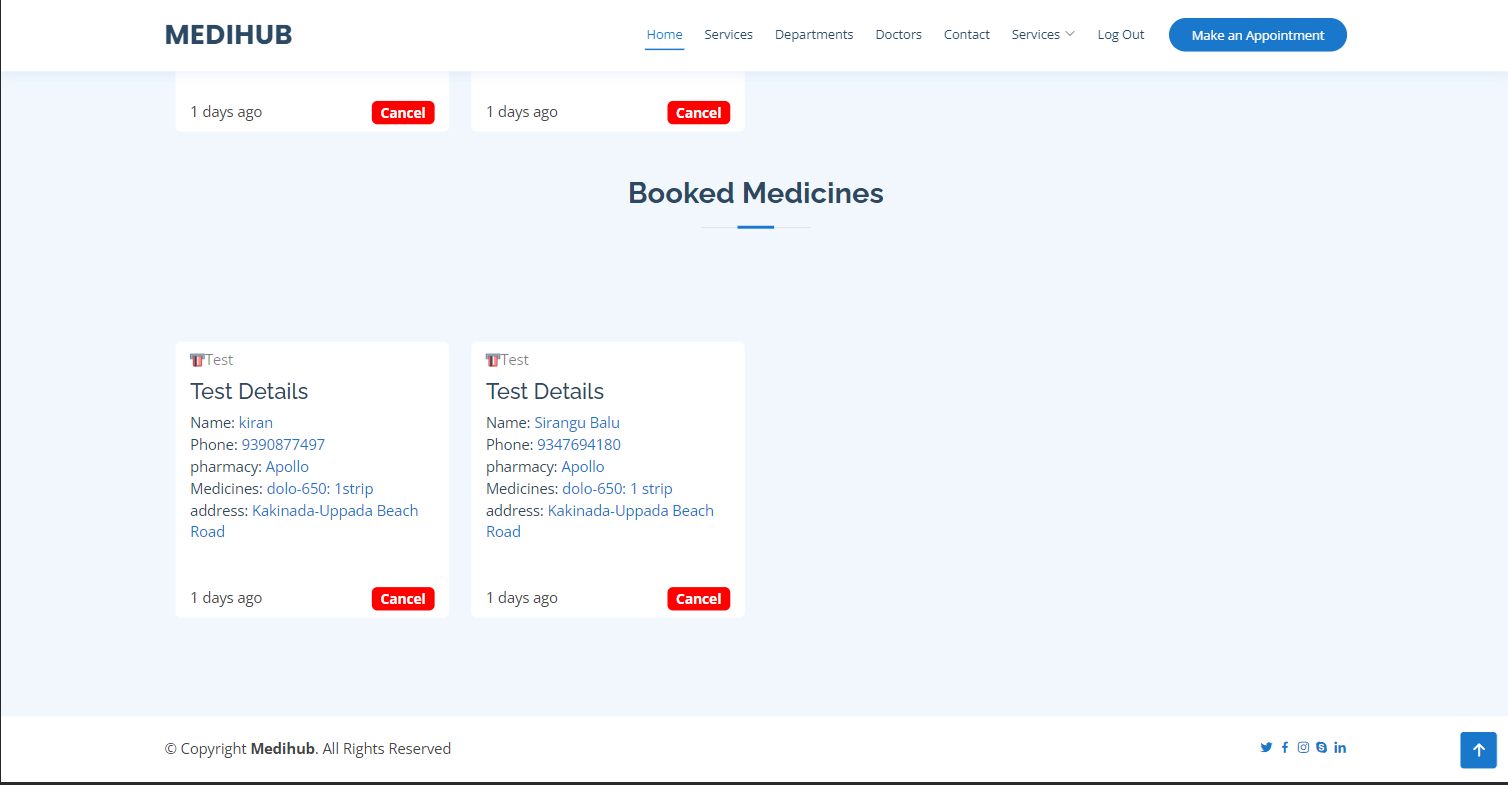 MEDIHUB
Home Services Departments Doctors Contact Services Log Out Make an Appointment
1 days ago Cancel
1 days ago Cancel
Booked Medicines
Test
Test Details
Name: kiran
Phone: 9390877497
pharmacy: Apollo
Medicines: dolo-650: 1strip
address: Kakinada-Uppada Beach
Road
1 days ago Cancel
Test
Test Details
Name: Sirangu Balu
Phone: 9347694180
pharmacy: Apollo
Medicines: dolo-650: 1 strip
address: Kakinada-Uppada Beach
Road
1 days ago Cancel
© Copyright Medihub. All Rights Reserved